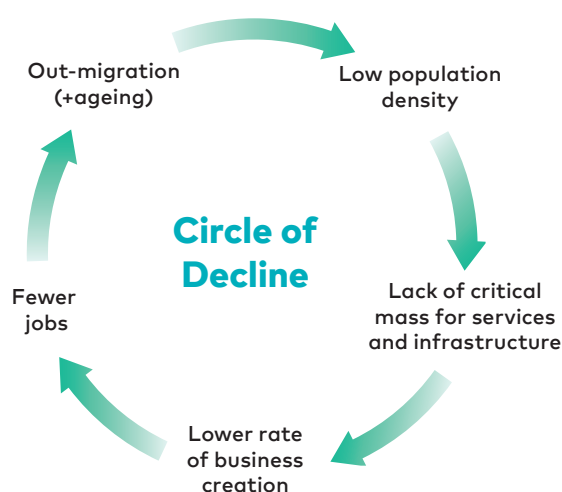 Out-migration
(+ageing)
Low population
density
Circle of
Decline
Lack of critical
mass for services
and infrastructure
Lower rate
of business
creation
Fewer
jobs